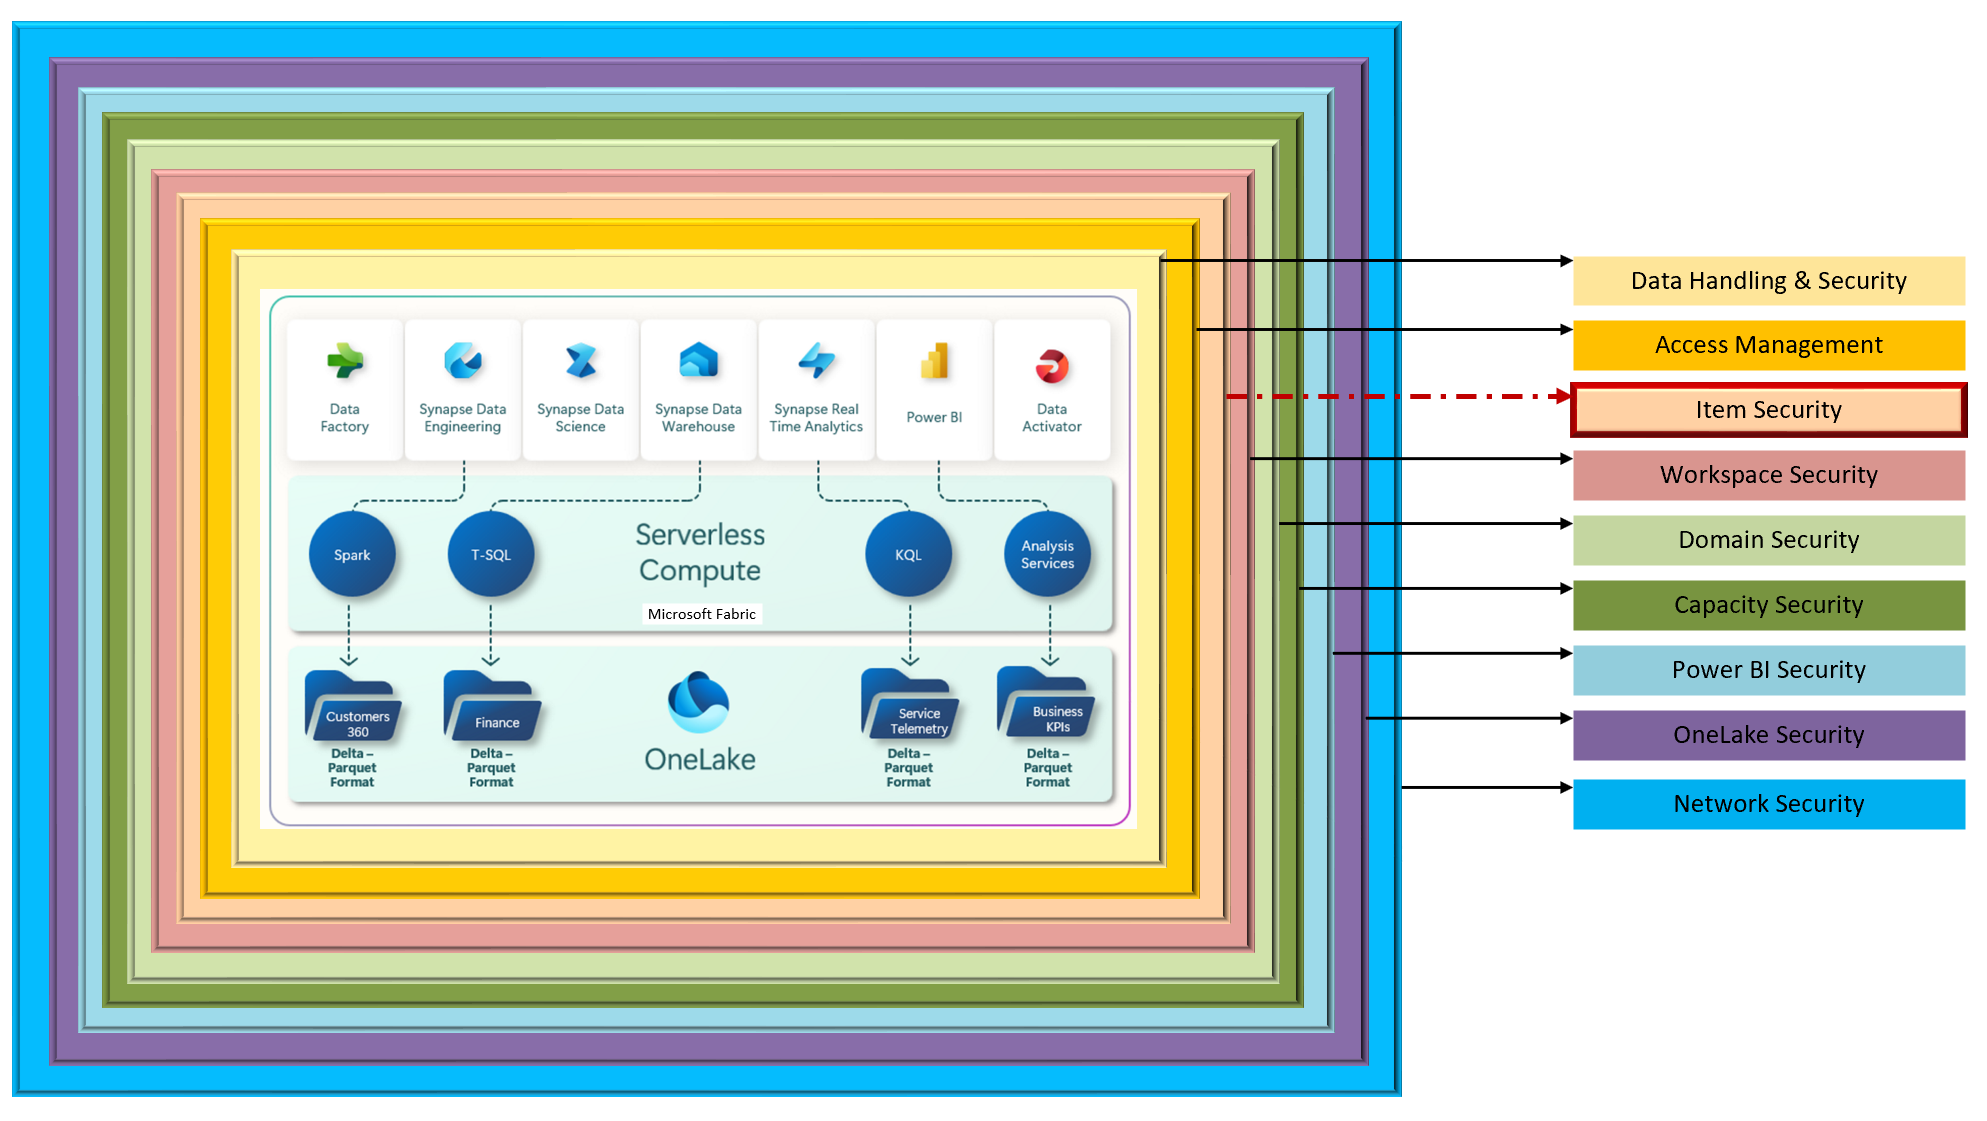 Data
Factory
Synapse Data
Engineering
Synapse Data
Science
Synapse Data
Warehouse
Synapse Real
Time Analytics
Power BI
Data
Activator
Spark
T-SQL
Serverless
Compute
Microsoft Fabric
KQL
Analysis
Services
Customers
360
Delta –
Parquet
Format
Finance
Delta –
Parquet
Format
OneLake
Service
Telemetry
Delta –
Parquet
Format
Business
KPIs
Delta –
Parquet
Format
Data Handling & Security
Access Management
Item Security
Workspace Security
Domain Security
Capacity Security
Power BI Security
OneLake Security
Network Security